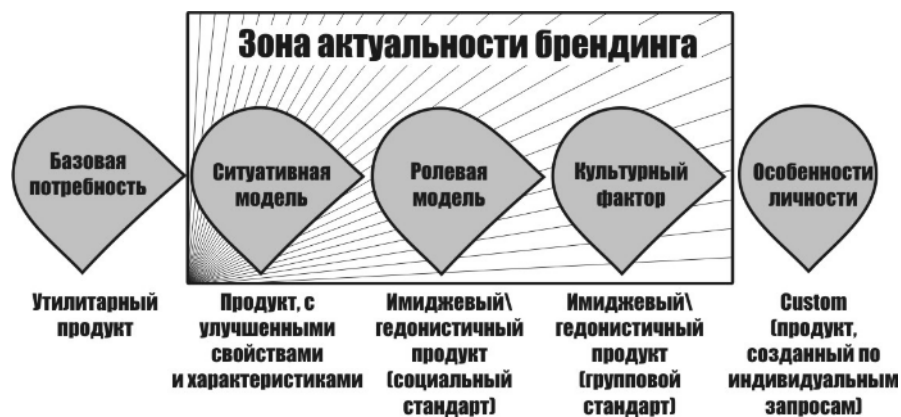 Зона актуальности брендинга
Базовая
потребность
Ситуативная
модель
Ролевая
модель
Культурный
фактор
Особенности
личности
Утилитарный
продукт
Продукт, с
улучшенными
свойствами
и характеристиками
Имиджевый\
гедонистичный
продукт
(социальный
стандарт)
Имиджевый\
гедонистичный
продукт
(групповой
стандарт)
Custom
(продукт,
созданный по
индивидуальным
запросам)